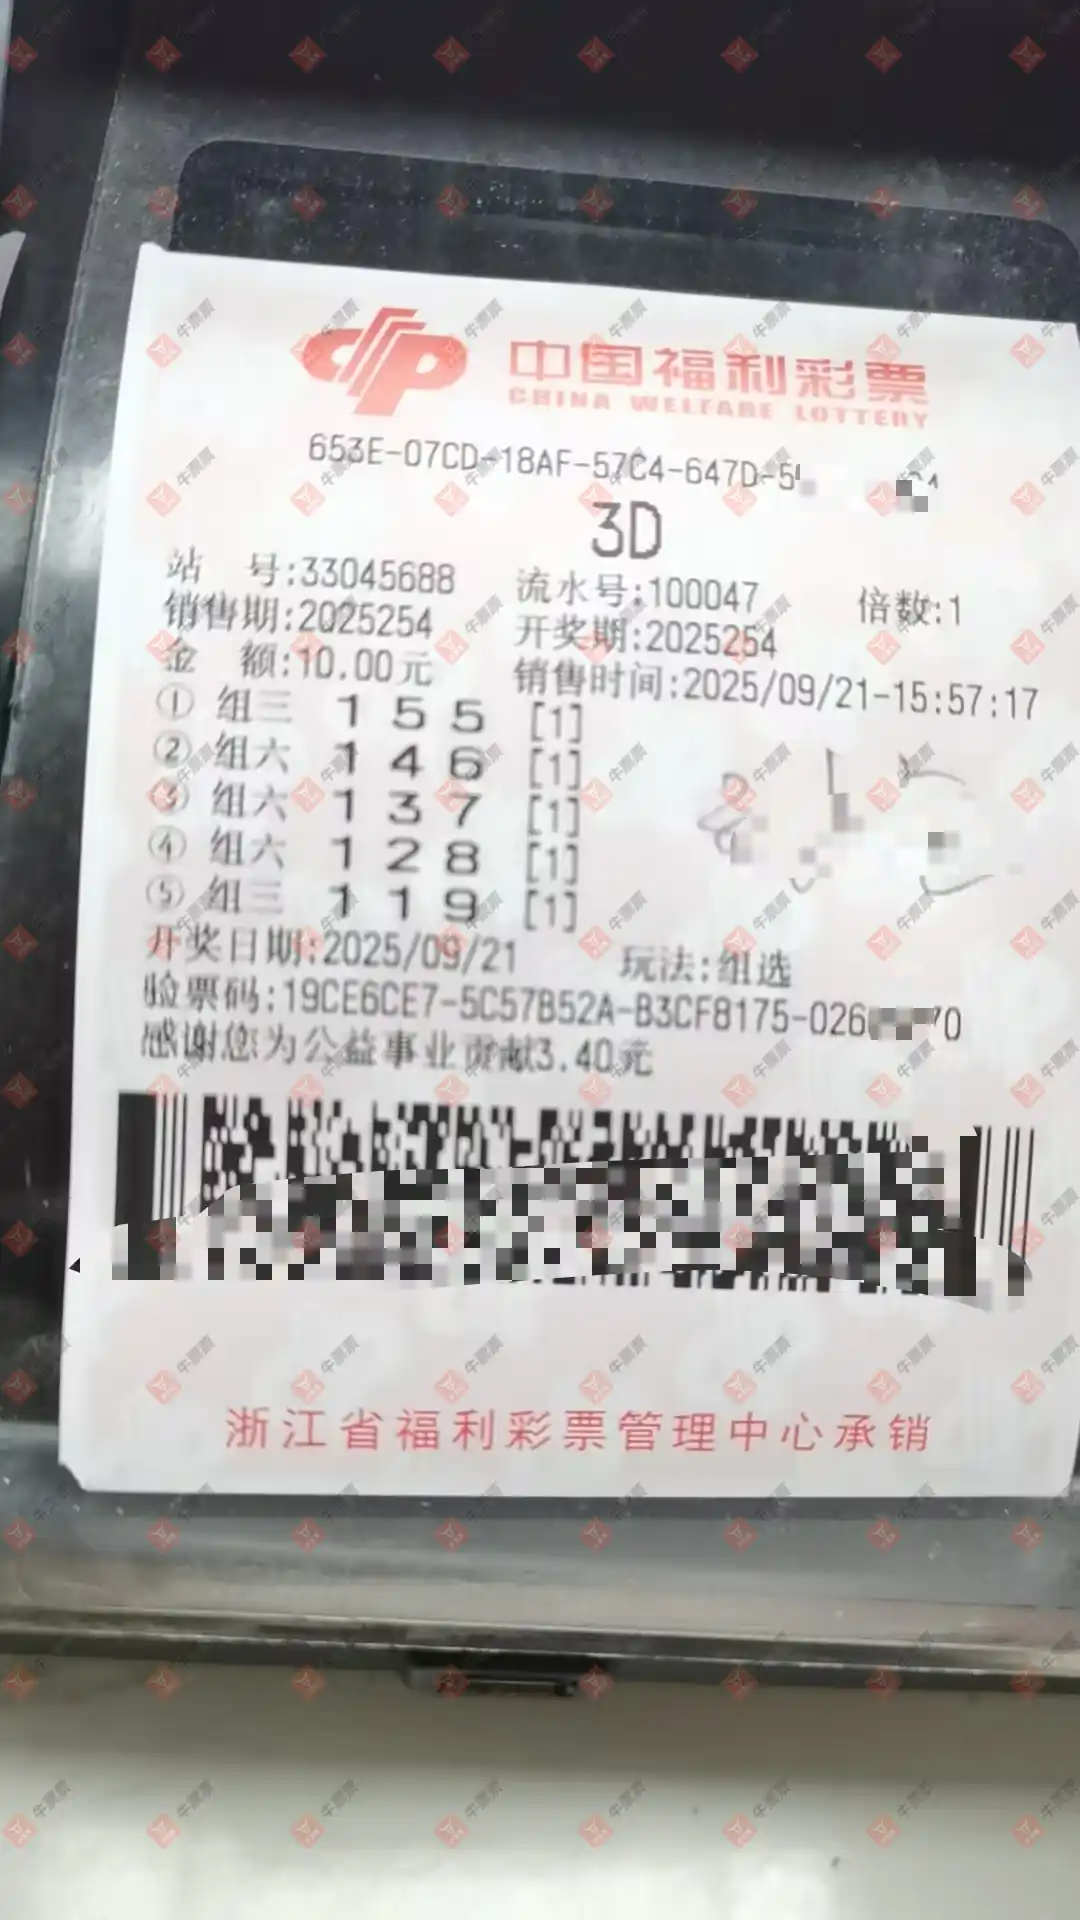 中国福利彩票
CHINA WELFARE LOTTERY
653E-07CD-18AF-57C4-647D-5
3D
站 号:33045688 流水号:100047 倍数:1
销售期:2025254 开奖期:2025254
金 额:10.00元 销售时间:2025/09/21-15:57:17
① 组三 1 5 5 [1]
② 组六 1 4 6 [1]
③ 组六 1 3 7 [1]
④ 组六 1 2 8 [1]
⑤ 组三 1 1 9 [1]
开奖日期:2025/09/21 玩法:组选
验票码:19CE6CE7-5C57B52A-B3CF8175-026 70
感谢您为公益事业贡献3.40元
浙江省福利彩票管理中心承销
牛票票